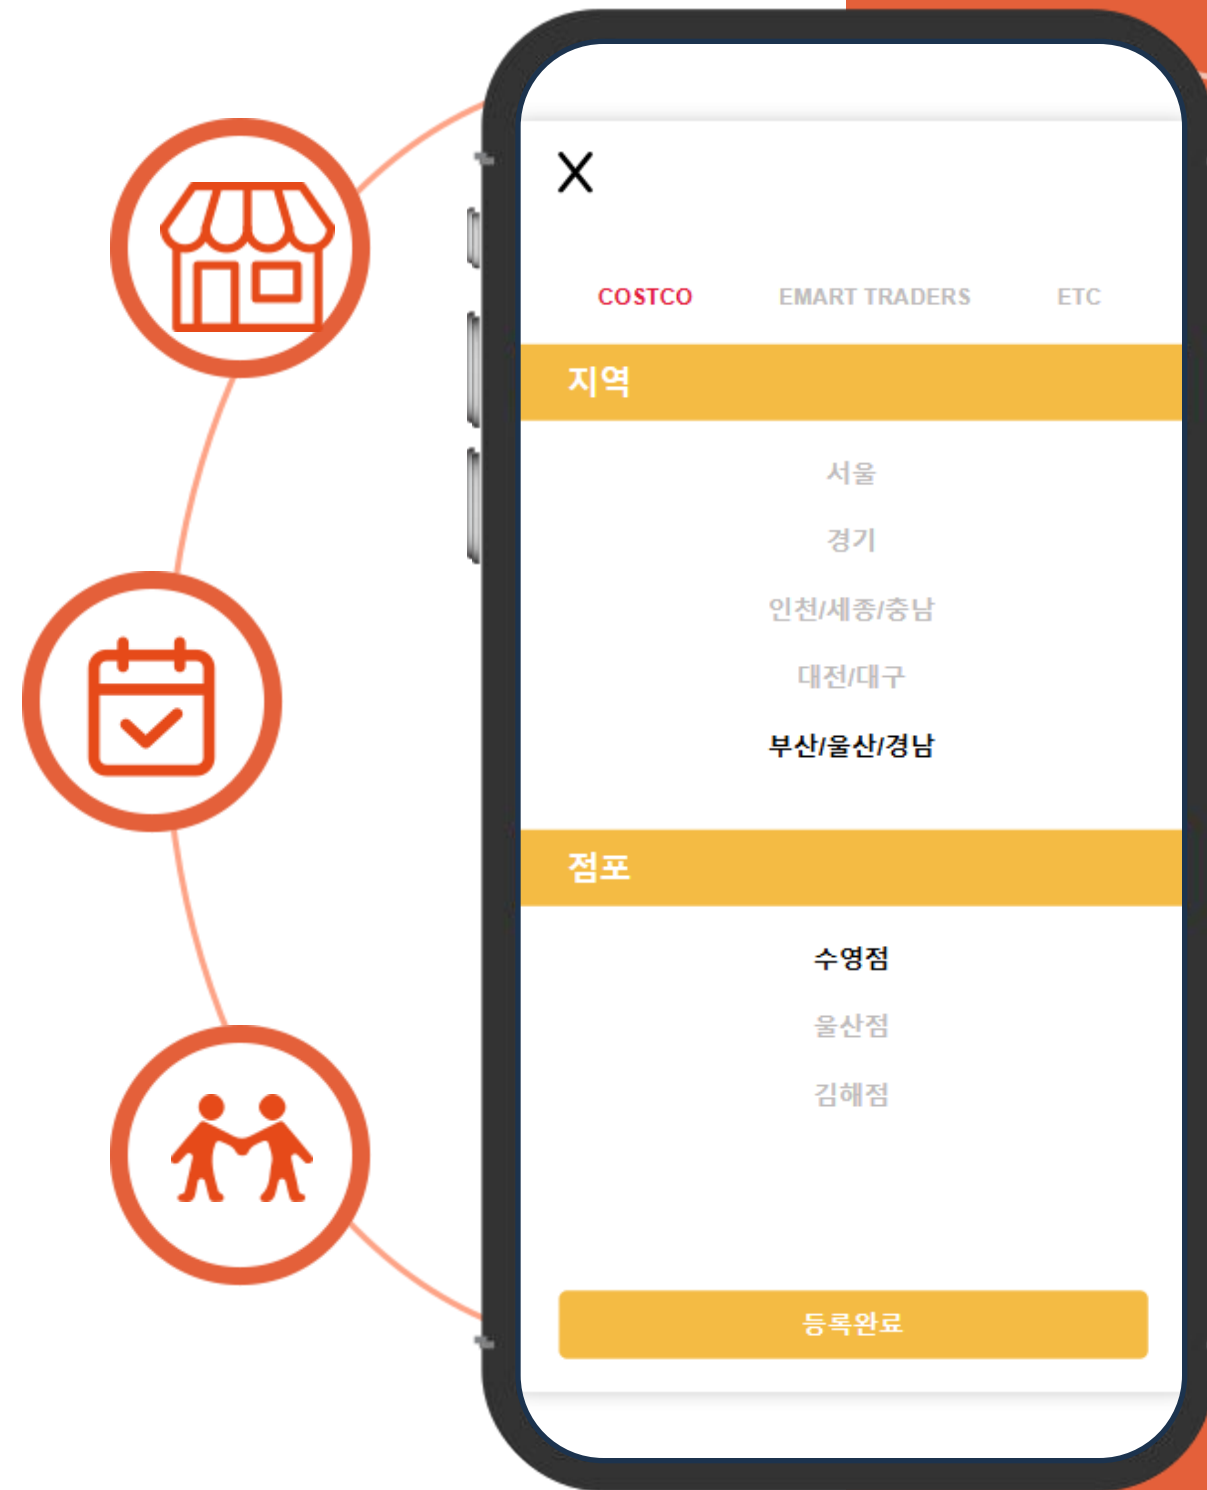 X
COSTCO EMART TRADERS ETC
지역
서울
경기
인천/세종/충남
대전/대구
부산/울산/경남
점포
수영점
울산점
김해점
등록완료